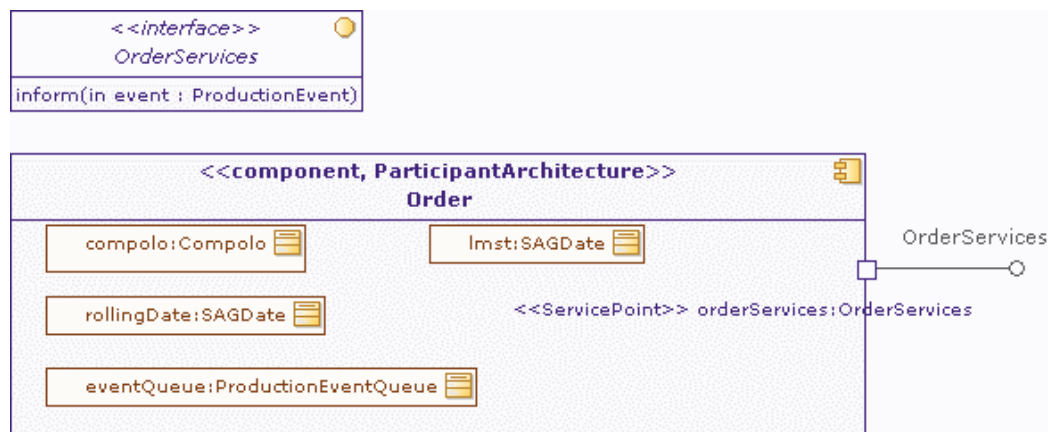 <<interface>>
OrderServices
inform(in event : ProductionEvent)
<<component, ParticipantArchitecture>>
Order
compolo:Compolo
lmst:SAGDate
OrderServices
rollingDate:SAGDate
<<ServicePoint>> orderServices:OrderServices
eventQueue:ProductionEventQueue